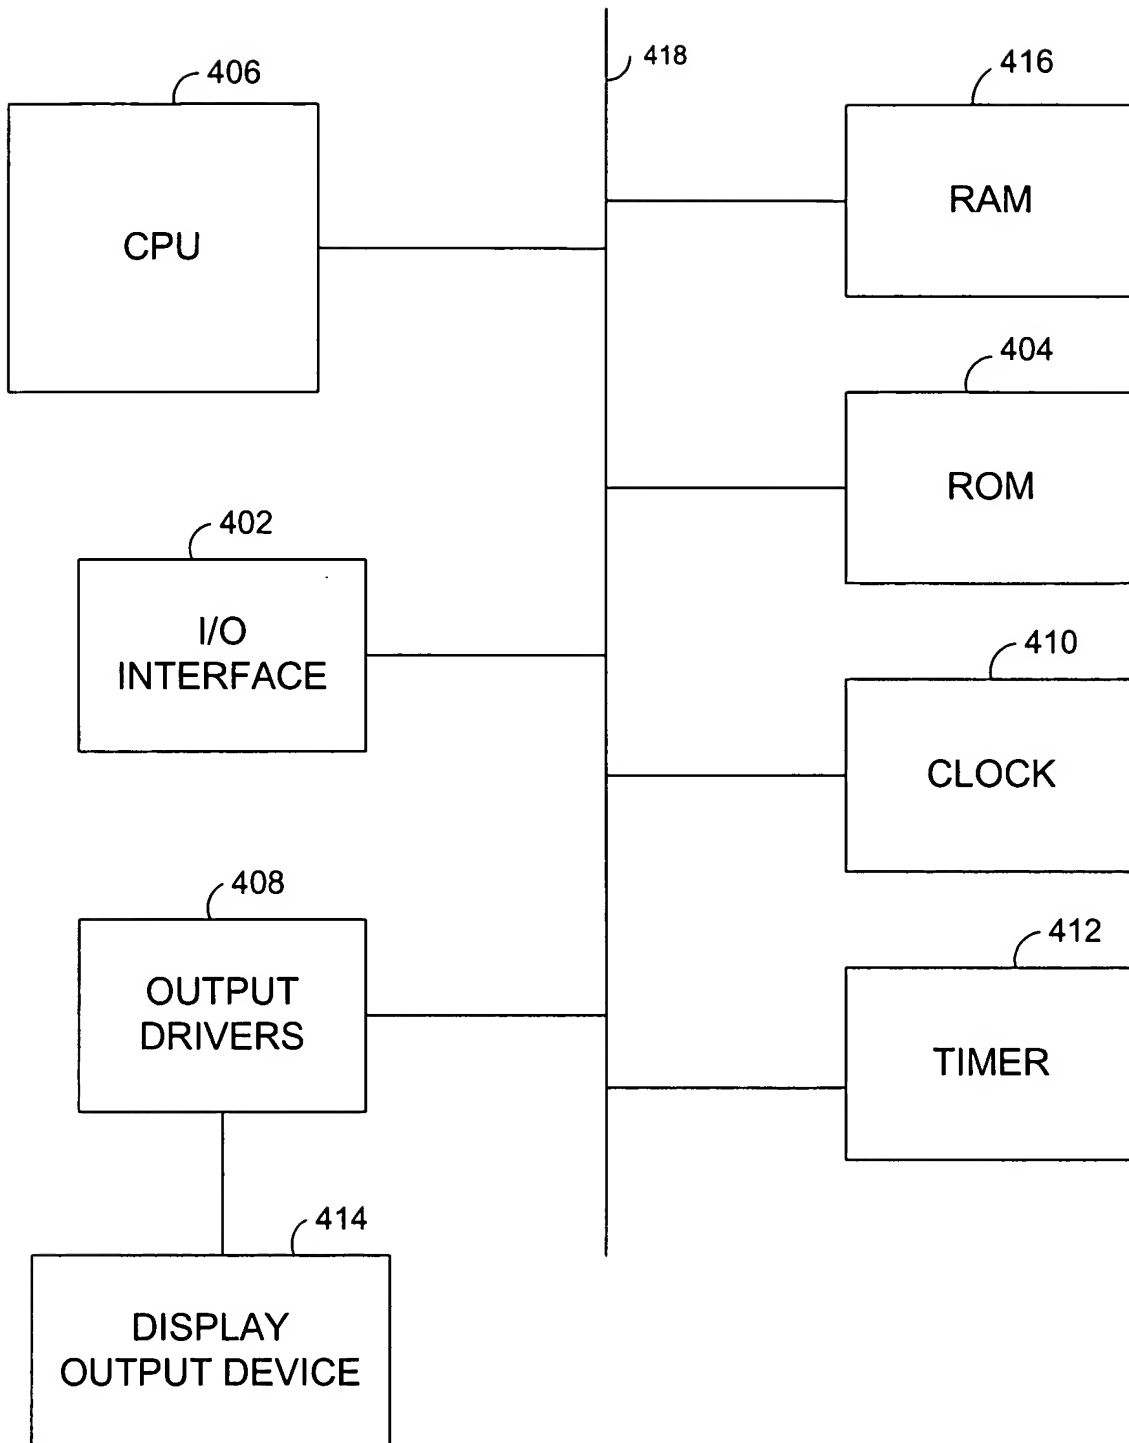 406
418
416
CPU
RAM
404
ROM
402
I/O
INTERFACE
410
CLOCK
408
OUTPUT
DRIVERS
412
TIMER
414
DISPLAY
OUTPUT DEVICE